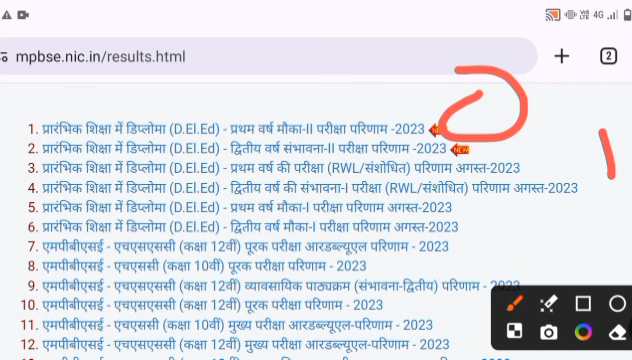 4G
mpbse.nic.in/results.html
2
1. प्रारंभिक शिक्षा में डिप्लोमा (D.El.Ed) - प्रथम वर्ष मौका-II परीक्षा परिणाम -2023
2. प्रारंभिक शिक्षा में डिप्लोमा (D.El.Ed) - द्वितीय वर्ष संभावना-II परीक्षा परिणाम -2023 NEW
3. प्रारंभिक शिक्षा में डिप्लोमा (D.El.Ed) - प्रथम वर्ष की परीक्षा (RWL/संशोधित) परिणाम अगस्त-2023
4. प्रारंभिक शिक्षा में डिप्लोमा (D.El.Ed) - द्वितीय वर्ष की संभावना-I परीक्षा (RWL/संशोधित) परिणाम अगस्त-2023
5. प्रारंभिक शिक्षा में डिप्लोमा (D.El.Ed) - प्रथम वर्ष मौका-I परीक्षा परिणाम अगस्त-2023
6. प्रारंभिक शिक्षा में डिप्लोमा (D.El.Ed) - द्वितीय वर्ष मौका-I परीक्षा परिणाम अगस्त-2023
7. एमपीबीएसई - एचएसएससी (कक्षा 12वीं) पूरक परीक्षा आरडब्ल्यूएल परिणाम - 2023
8. एमपीबीएसई - एचएससी (कक्षा 10वीं) पूरक परीक्षा परिणाम - 2023
9. एमपीबीएसई - एचएसएससी (कक्षा 12वीं) व्यावसायिक पाठ्यक्रम (संभावना-द्वितीय) परिणाम - 2023
10. एमपीबीएसई - एचएसएससी (कक्षा 12वीं) पूरक परीक्षा परिणाम - 2023
11. एमपीबीएसई - एचएससी (कक्षा 10वीं) मुख्य परीक्षा आरडब्ल्यूएल-परिणाम - 2023
12. एमपीबीएसई - एचएसएससी (कक्षा 12वीं) मुख्य परीक्षा आरडब्ल्यूएल परिणाम - 2023